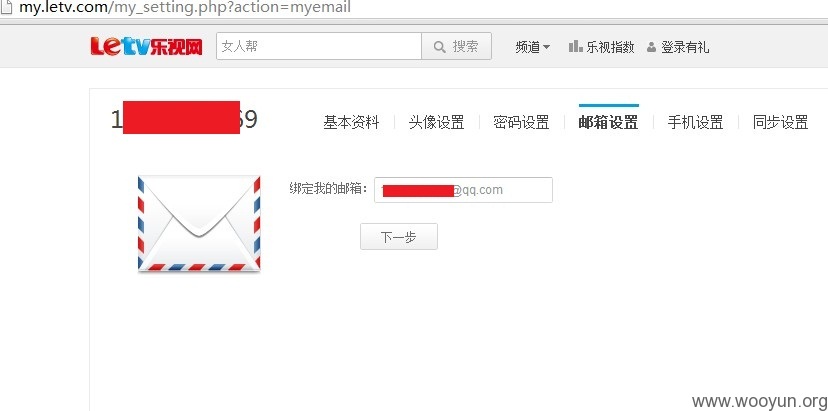 my.letv.com/my_setting.php?action=myemail
Letv乐视网 女人帮 搜索 频道 乐视指数 登录有礼
1 69 基本资料 头像设置 密码设置 邮箱设置 手机设置 同步设置
绑定我的邮箱: @qq.com
下一步
www.wooyun.org